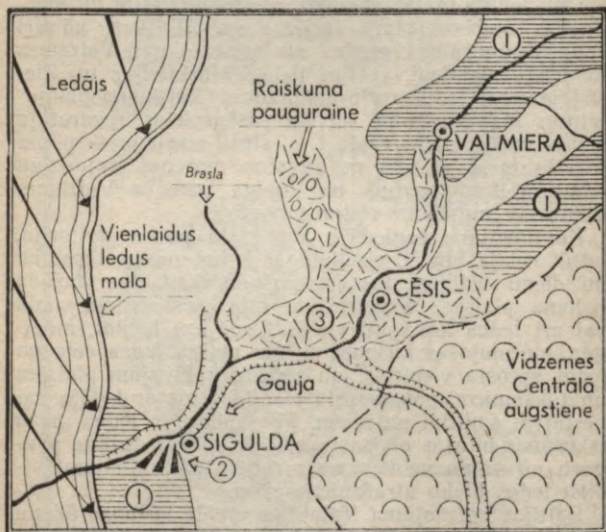 Ledājs
Raiskuma
pauguraine
1
VALMIERA
Brasla
1
Vienlaidus
ledus
mala
CĒSIS
3
Vidzemes
Centrālā
augstiene
Gauja
SIGULDA
2
1